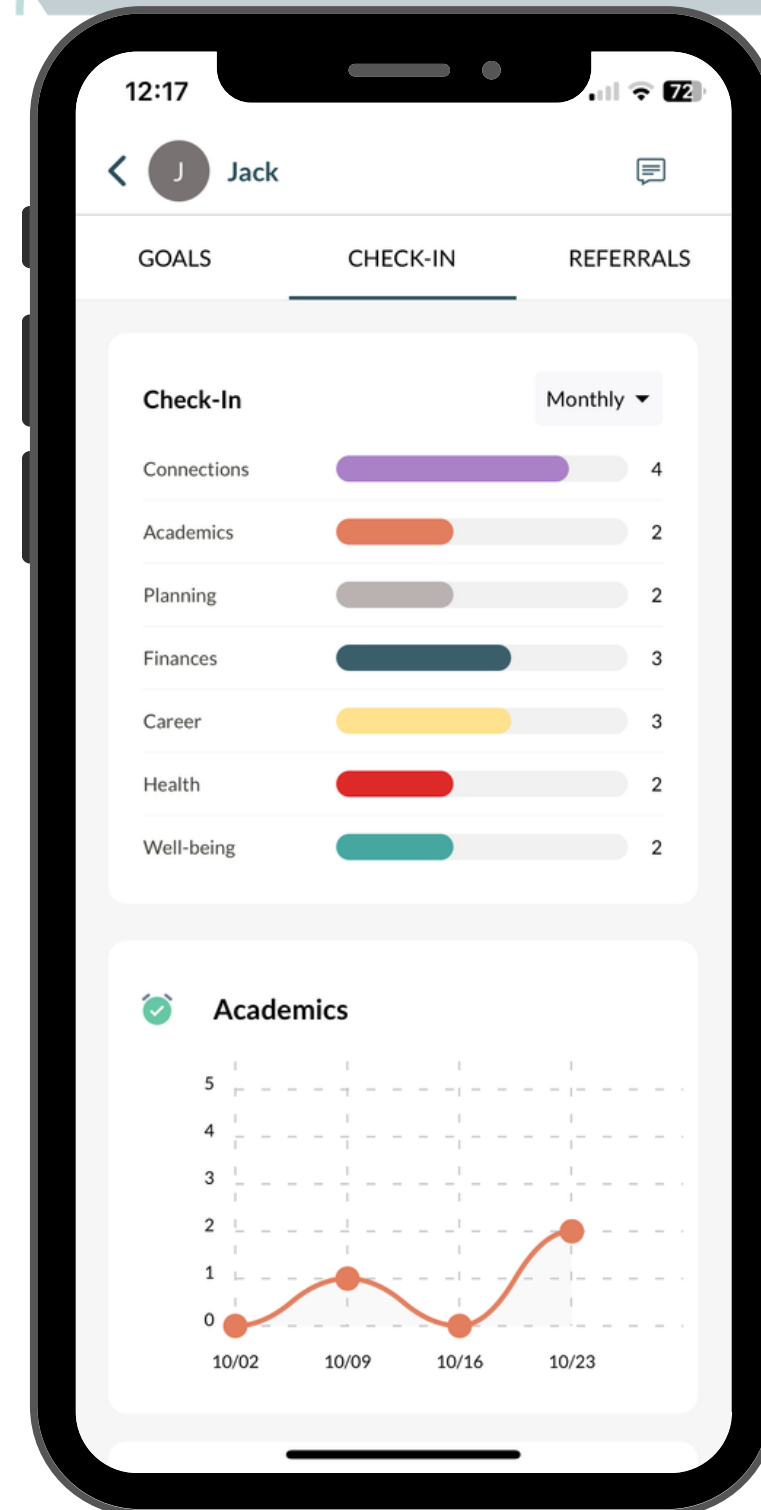 12:17
72
J Jack
GOALS CHECK-IN REFERRALS
Check-In Monthly
Connections 4
Academics 2
Planning 2
Finances 3
Career 3
Health 2
Well-being 2
Academics
5
4
3
2
1
0
10/02 10/09 10/16 10/23